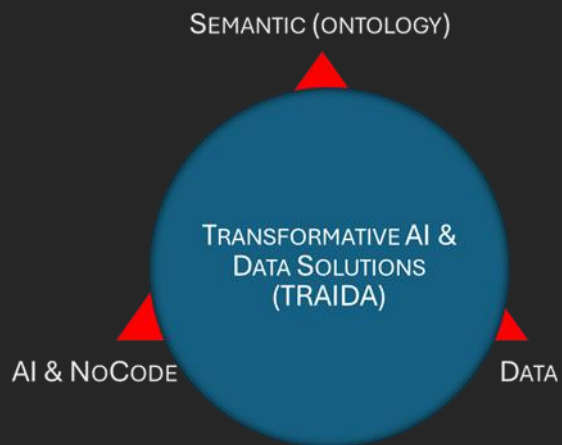 SEMANTIC (ONTOLOGY)
TRANSFORMATIVE AI &
DATA SOLUTIONS
(TRAIDA)
AI & NOCODE
DATA